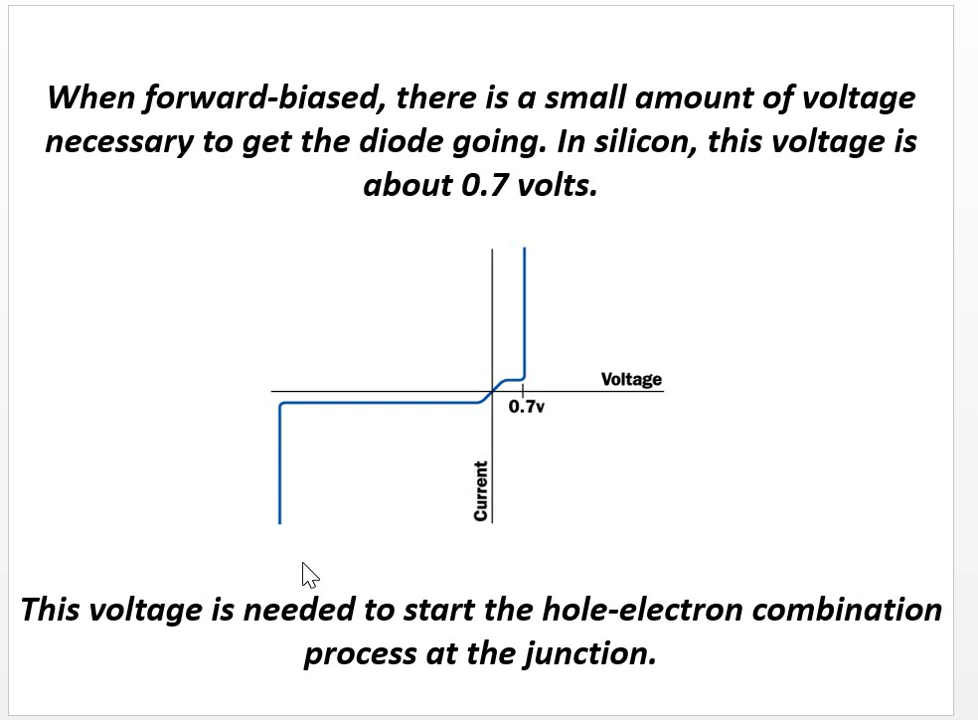 When forward-biased, there is a small amount of voltage
necessary to get the diode going. In silicon, this voltage is
about 0.7 volts.
Voltage
0.7v
Current
This voltage is needed to start the hole-electron combination
process at the junction.